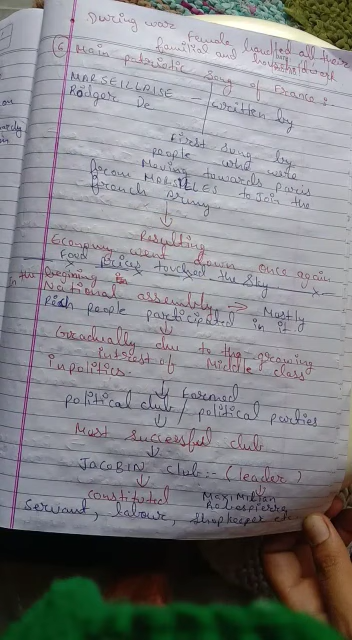 During war female handled all their
familial and household work
⑥ Main patriotic song of France:
MARSEILLAISE
Rodger De written by
First sung by
people who were
Moving towards paris
from MARSILLES to join the
French Army
↓
Resulting
Economy went down once again
Food prices touched the sky
In the begining
National assembly → Mostly
Rich people participated in it
↓
Gradually due to the growing
intrest of Middle class
in politics.
↓ Formed
political club / political parties
↓
Most successful club
↓
JACOBIN club:- (leader)
↓ ↓
constituted Maximilian
Robespierre
Servant, labour, shopkeeper etc